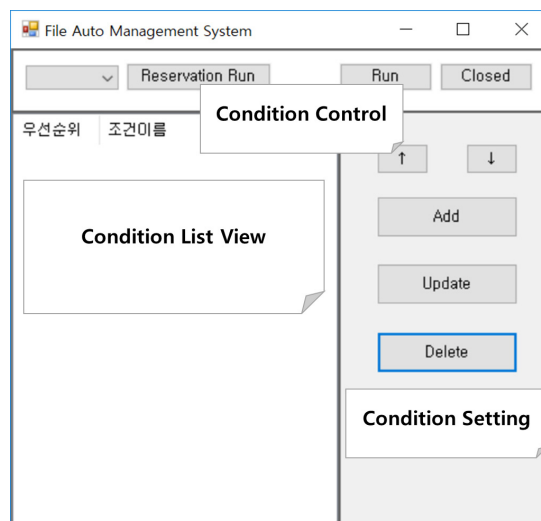 File Auto Management System
Reservation Run
Run
Closed
Condition Control
우선순위 조건이름
↑ ↓
Add
Condition List View
Update
Delete
Condition Setting